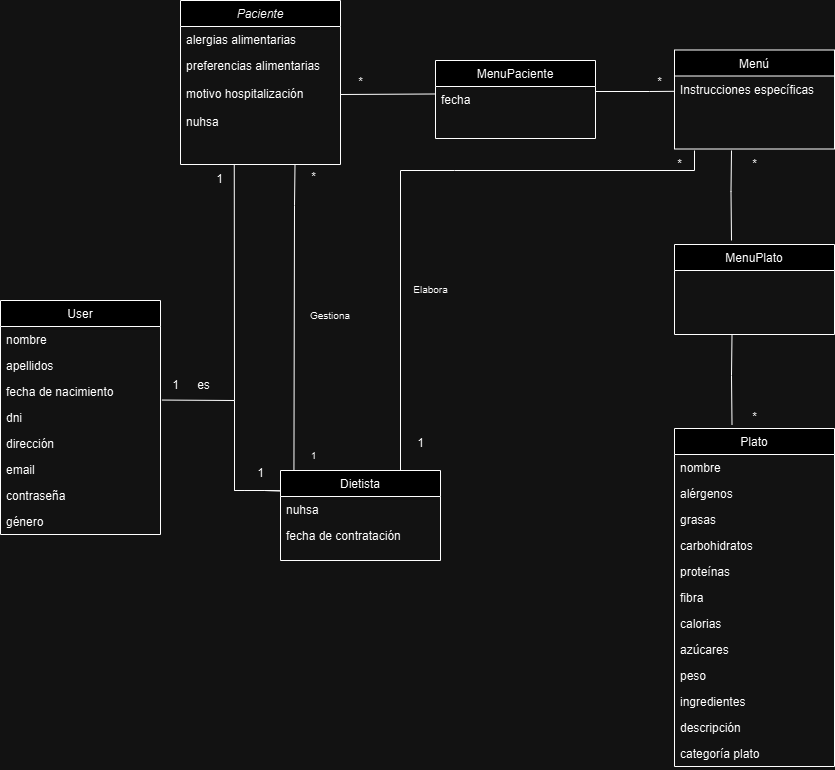 Paciente
alergias alimentarias
preferencias alimentarias
motivo hospitalización
nuhsa
*
MenuPaciente
fecha
*
Menú
Instrucciones específicas
1
*
*
*
Elabora
Gestiona
MenuPlato
User
nombre
apellidos
fecha de nacimiento
dni
dirección
email
contraseña
género
1 es
1
1
1
Dietista
nuhsa
fecha de contratación
*
Plato
nombre
alérgenos
grasas
carbohidratos
proteínas
fibra
calorias
azúcares
peso
ingredientes
descripción
categoría plato